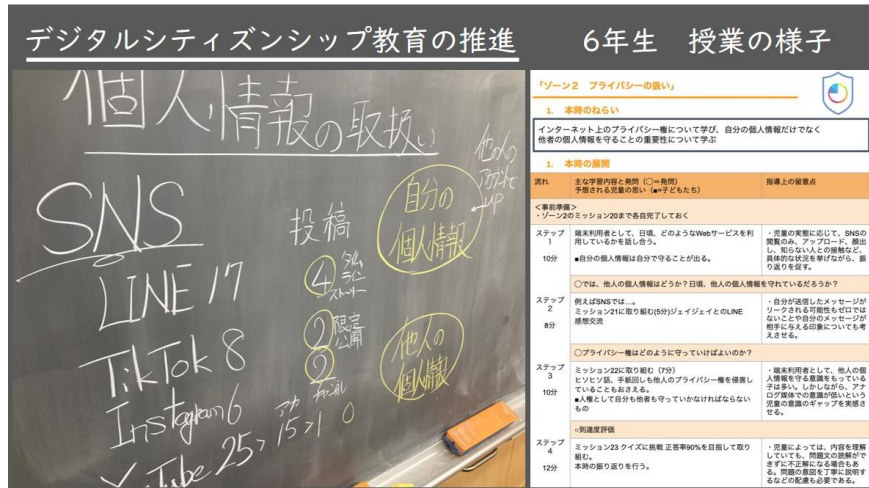 デジタルシティズンシップ教育の推進
6年生 授業の様子
個人情報の取扱い
SNS
LINE 17
TikTok 8
Instagram 6
Tube 25 > 15 > 1
アカ
チャンネル
0
投稿
④ タイムラインストーリー
② 限定公開
②
他の人の
アカウントで
UP
自分の
個人情報
他人の
個人情報
「ゾーン2 プライバシーの扱い」
1. 本時のねらい
インターネット上のプライバシー権について学び、自分の個人情報だけでなく
他者の個人情報を守ることの重要性について学ぶ
1. 本時の展開
流れ
主な学習内容と発問(○=発問)
予想される児童の思い(■=子どもたち)
指導上の留意点
<事前準備>
・ゾーン2のミッション20まで各自完了しておく
ステップ
1
10分
端末利用者として、日頃、どのようなWebサービスを利
用しているかを話し合う。
■自分の個人情報は自分で守ることが出る。
・児童の実態に応じて、SNSの
閲覧のみ、アップロード、顔出
し、知らない人との接触など、
具体的な状況を挙げながら、振
り返りを促す。
○では、他人の個人情報はどうか?日頃、他人の個人情報を守れているだろうか?
ステップ
2
8分
例えばSNSでは…。
ミッション21に取り組む(5分)ジェイジェイとのLINE
感想交流
・自分が送信したメッセージが
リークされる可能性もゼロでは
ないことや自分のメッセージが
相手に与える印象についても考
えさせる。
○プライバシー権はどのように守っていけばよいのか?
ステップ
3
10分
ミッション22に取り組む (7分)
ヒソヒソ話、手紙回しも他人のプライバシー権を侵害し
ていることもおさえる。
■人権として自分も他者も守っていかなければならない
もの
・端末利用者として、他人の個
人情報を守る意識をもっている
子は多い。しかしながら、アナ
ログ媒体での意識が低いという
児童の意識のギャップを実感さ
せる。
○到達度評価
ステップ
4
12分
ミッション23 クイズに挑戦 正答率90%を目指して取り
組む。
本時の振り返りを行う。
・児童によっては、内容を理解
していても、問題文の読解がで
きずに不正解になる場合もあ
る。問題の意図を丁寧に説明す
るなどの配慮も必要である。